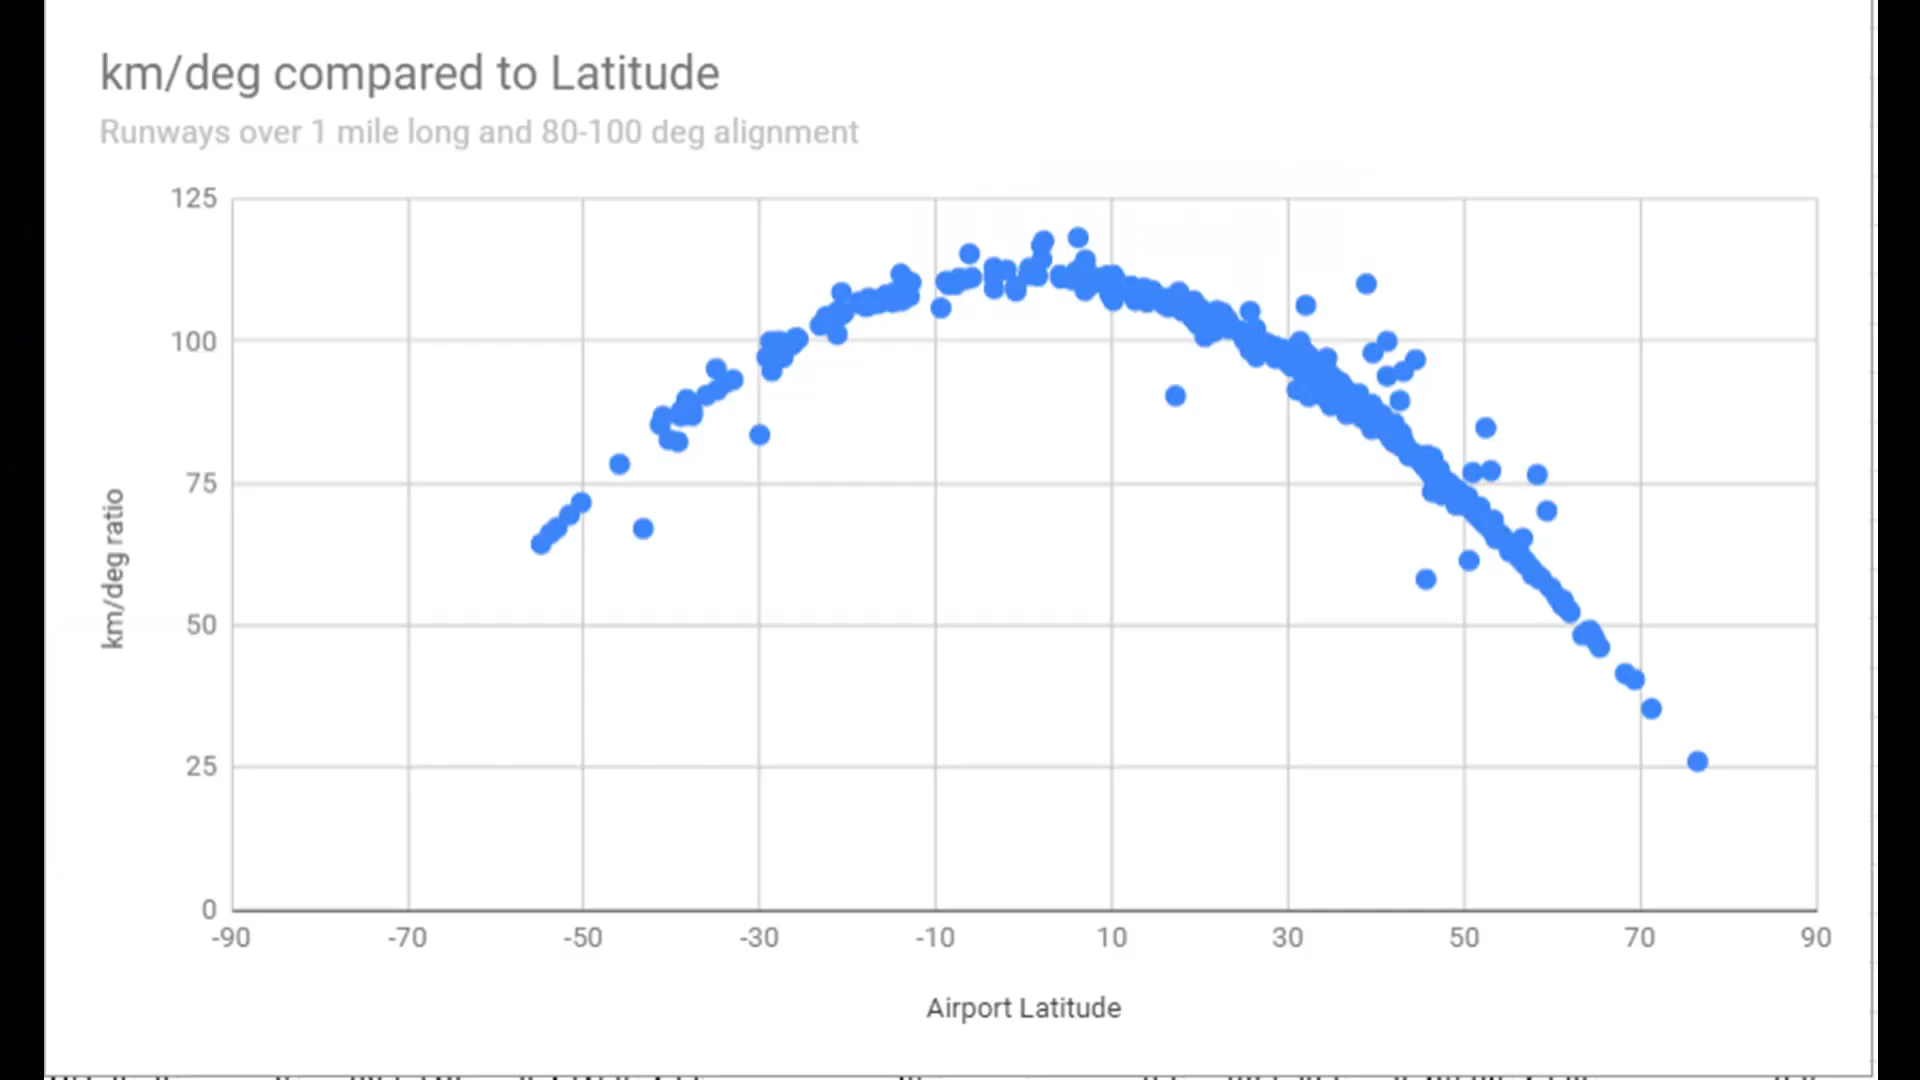 km/deg compared to Latitude
Runways over 1 mile long and 80-100 deg alignment
125
100
75
50
25
0
km/deg ratio
-90 -70 -50 -30 -10 10 30 50 70 90
Airport Latitude